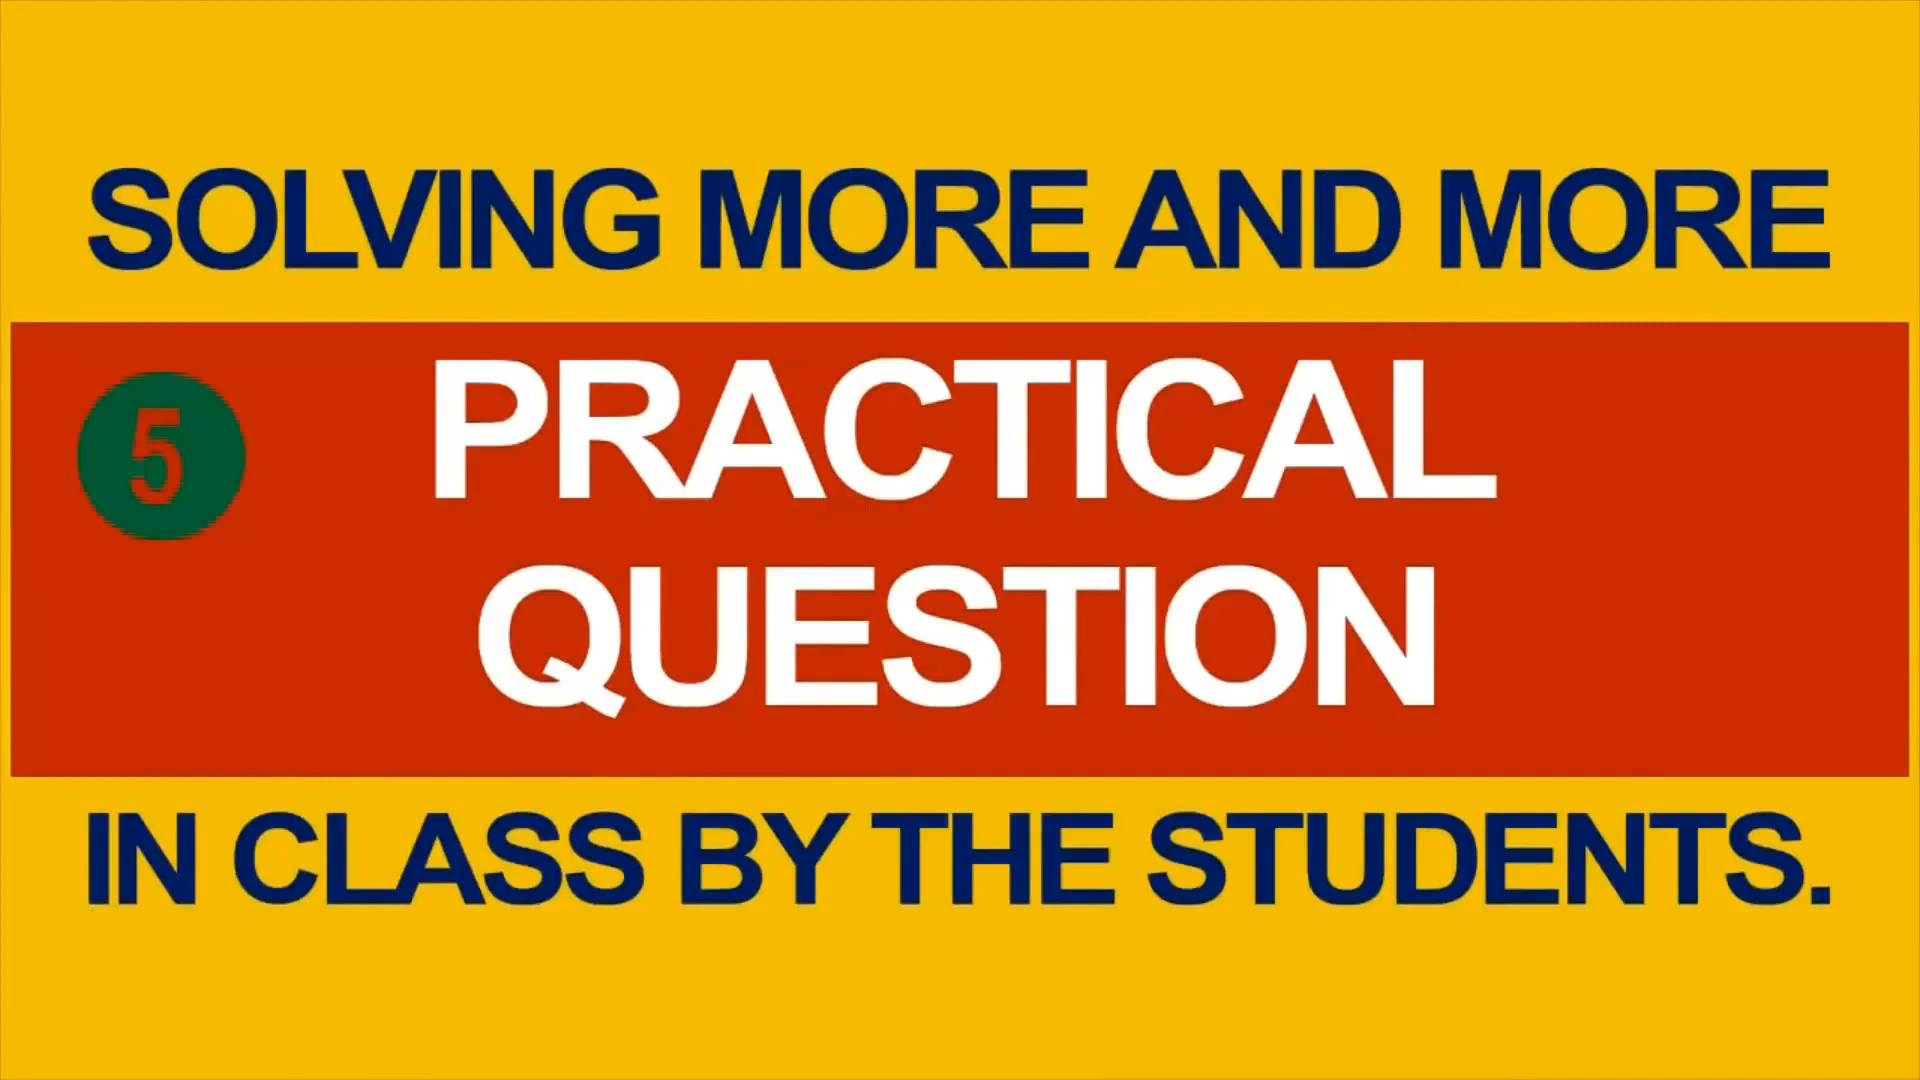 SOLVING MORE AND MORE
5 PRACTICAL
QUESTION
IN CLASS BY THE STUDENTS.